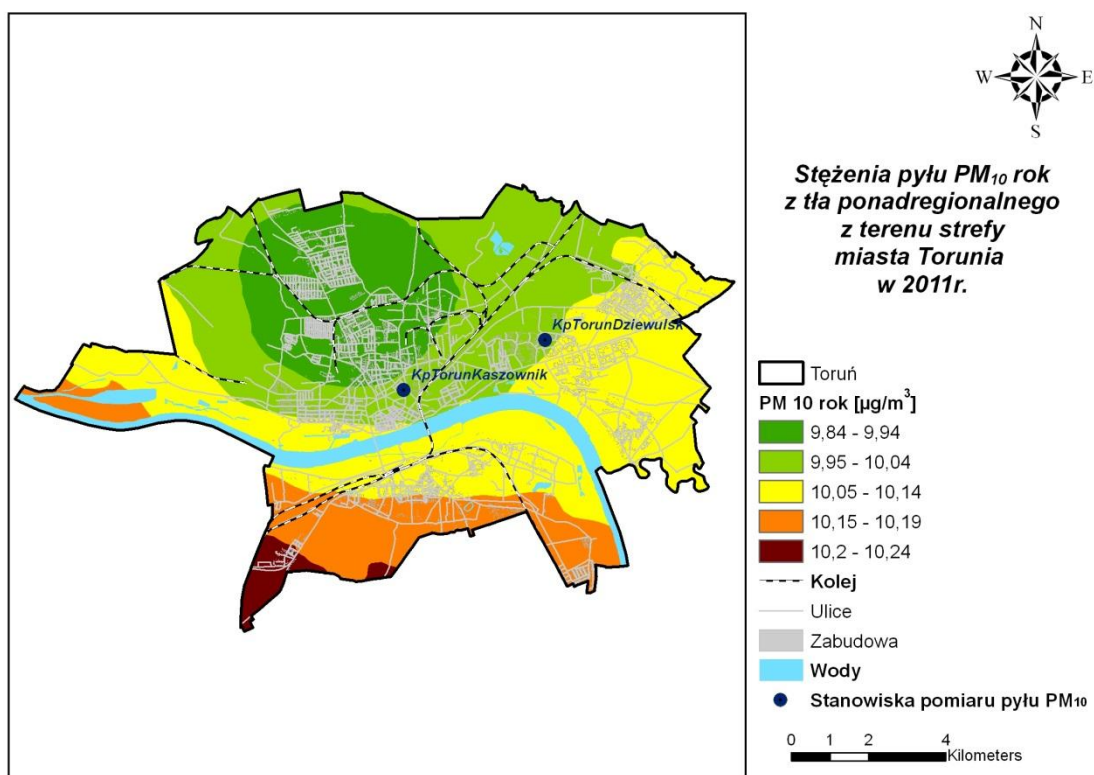 N
W E
S
Stężenia pyłu PM10 rok
z tła ponadregionalnego
z terenu strefy
miasta Torunia
w 2011r.
KpTorunDziewulsk
KpTorunKaszownik
Toruń
PM 10 rok [µg/m³]
9,84 - 9,94
9,95 - 10,04
10,05 - 10,14
10,15 - 10,19
10,2 - 10,24
Kolej
Ulice
Zabudowa
Wody
Stanowiska pomiaru pyłu PM10
0 1 2 4
Kilometers